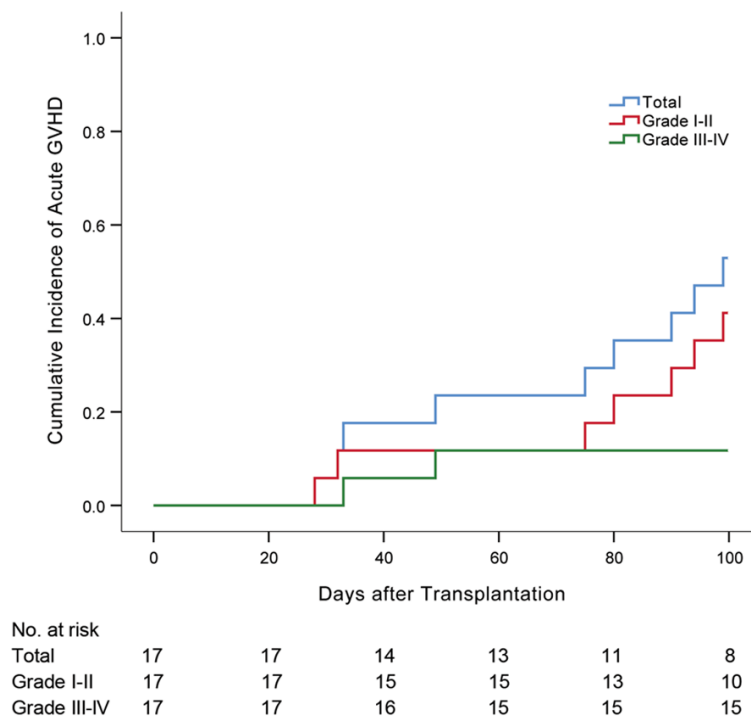 1.0
0.8
0.6
0.4
0.2
0.0
Cumulative Incidence of Acute GVHD
Total
Grade I-II
Grade III-IV
0 20 40 60 80 100
Days after Transplantation
No. at risk
Total 17 17 14 13 11 8
Grade I-II 17 17 15 15 13 10
Grade III-IV 17 17 16 15 15 15